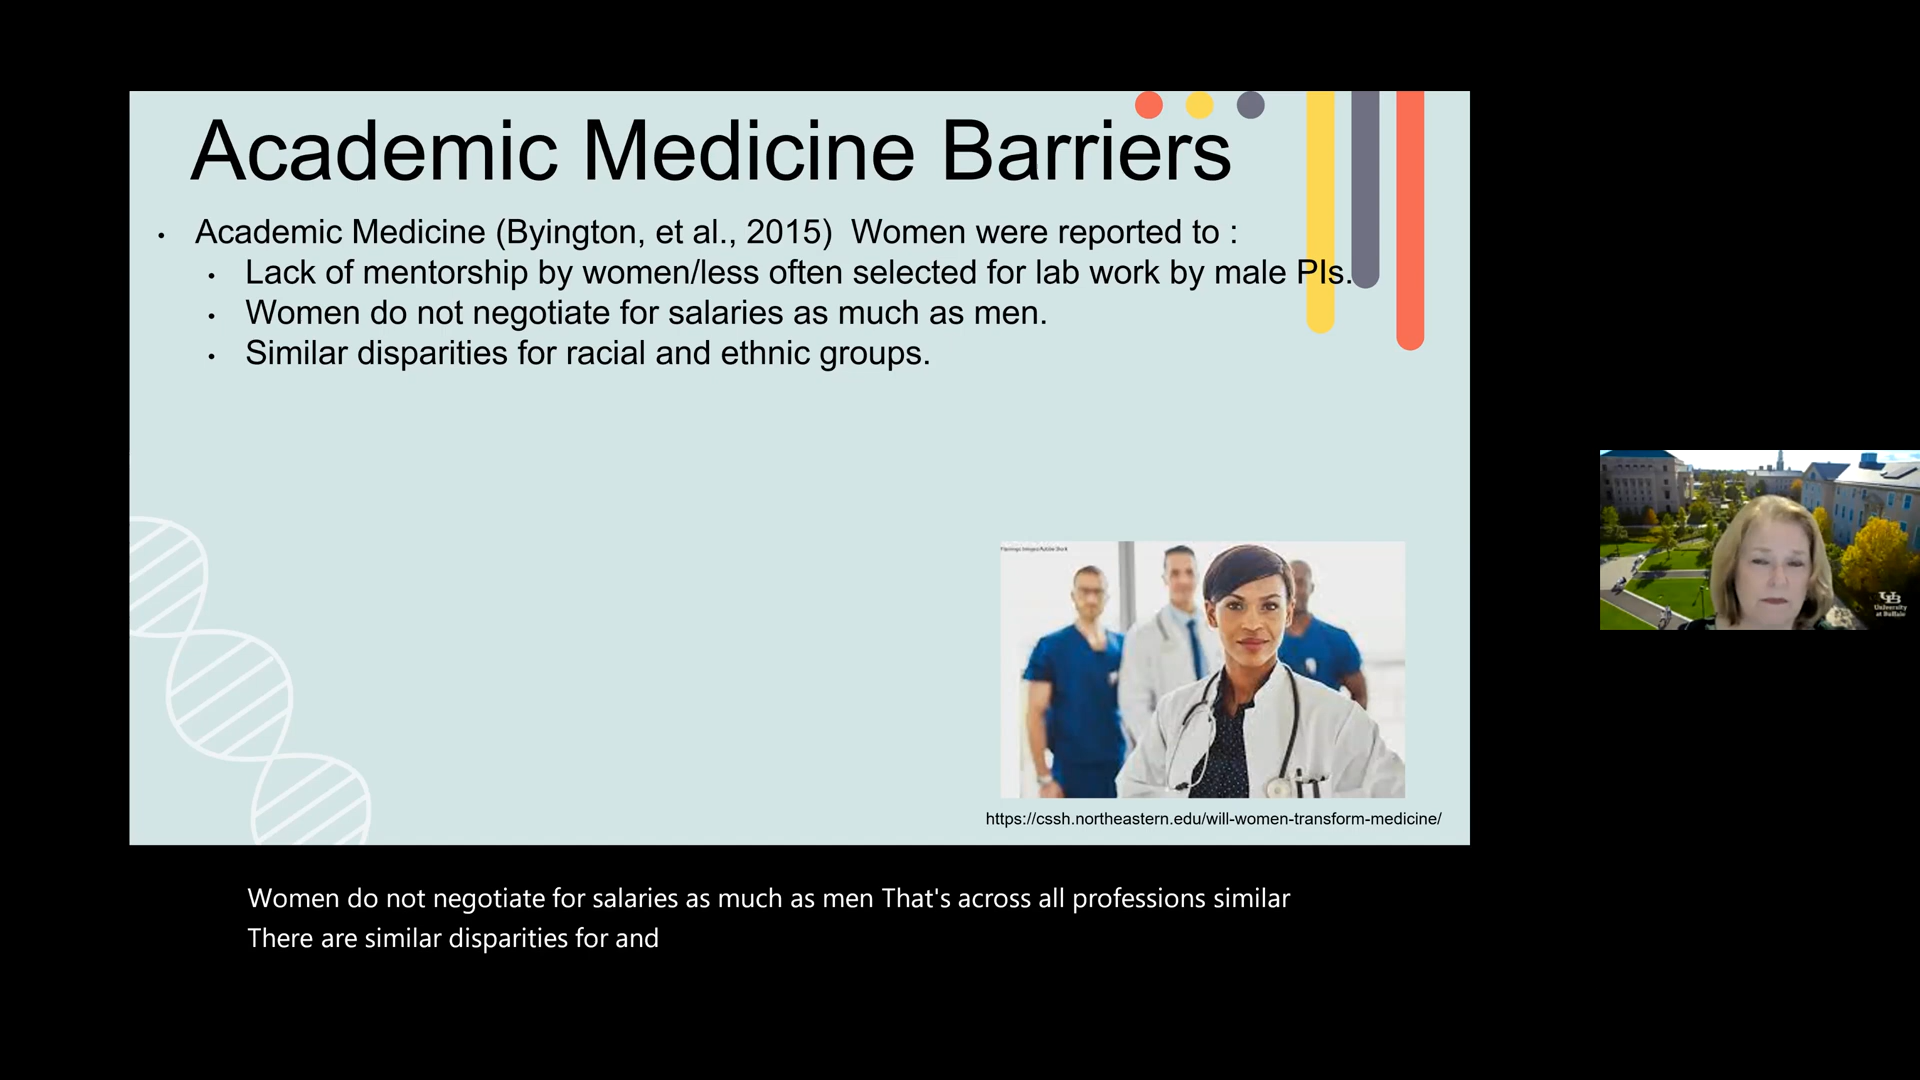 Academic Medicine Barriers
• Academic Medicine (Byington, et al., 2015)  Women were reported to :
• Lack of mentorship by women/less often selected for lab work by male PIs.
• Women do not negotiate for salaries as much as men.
• Similar disparities for racial and ethnic groups.
https://cssh.northeastern.edu/will-women-transform-medicine/
University
at Buffalo
Women do not negotiate for salaries as much as men That's across all professions similar
There are similar disparities for and